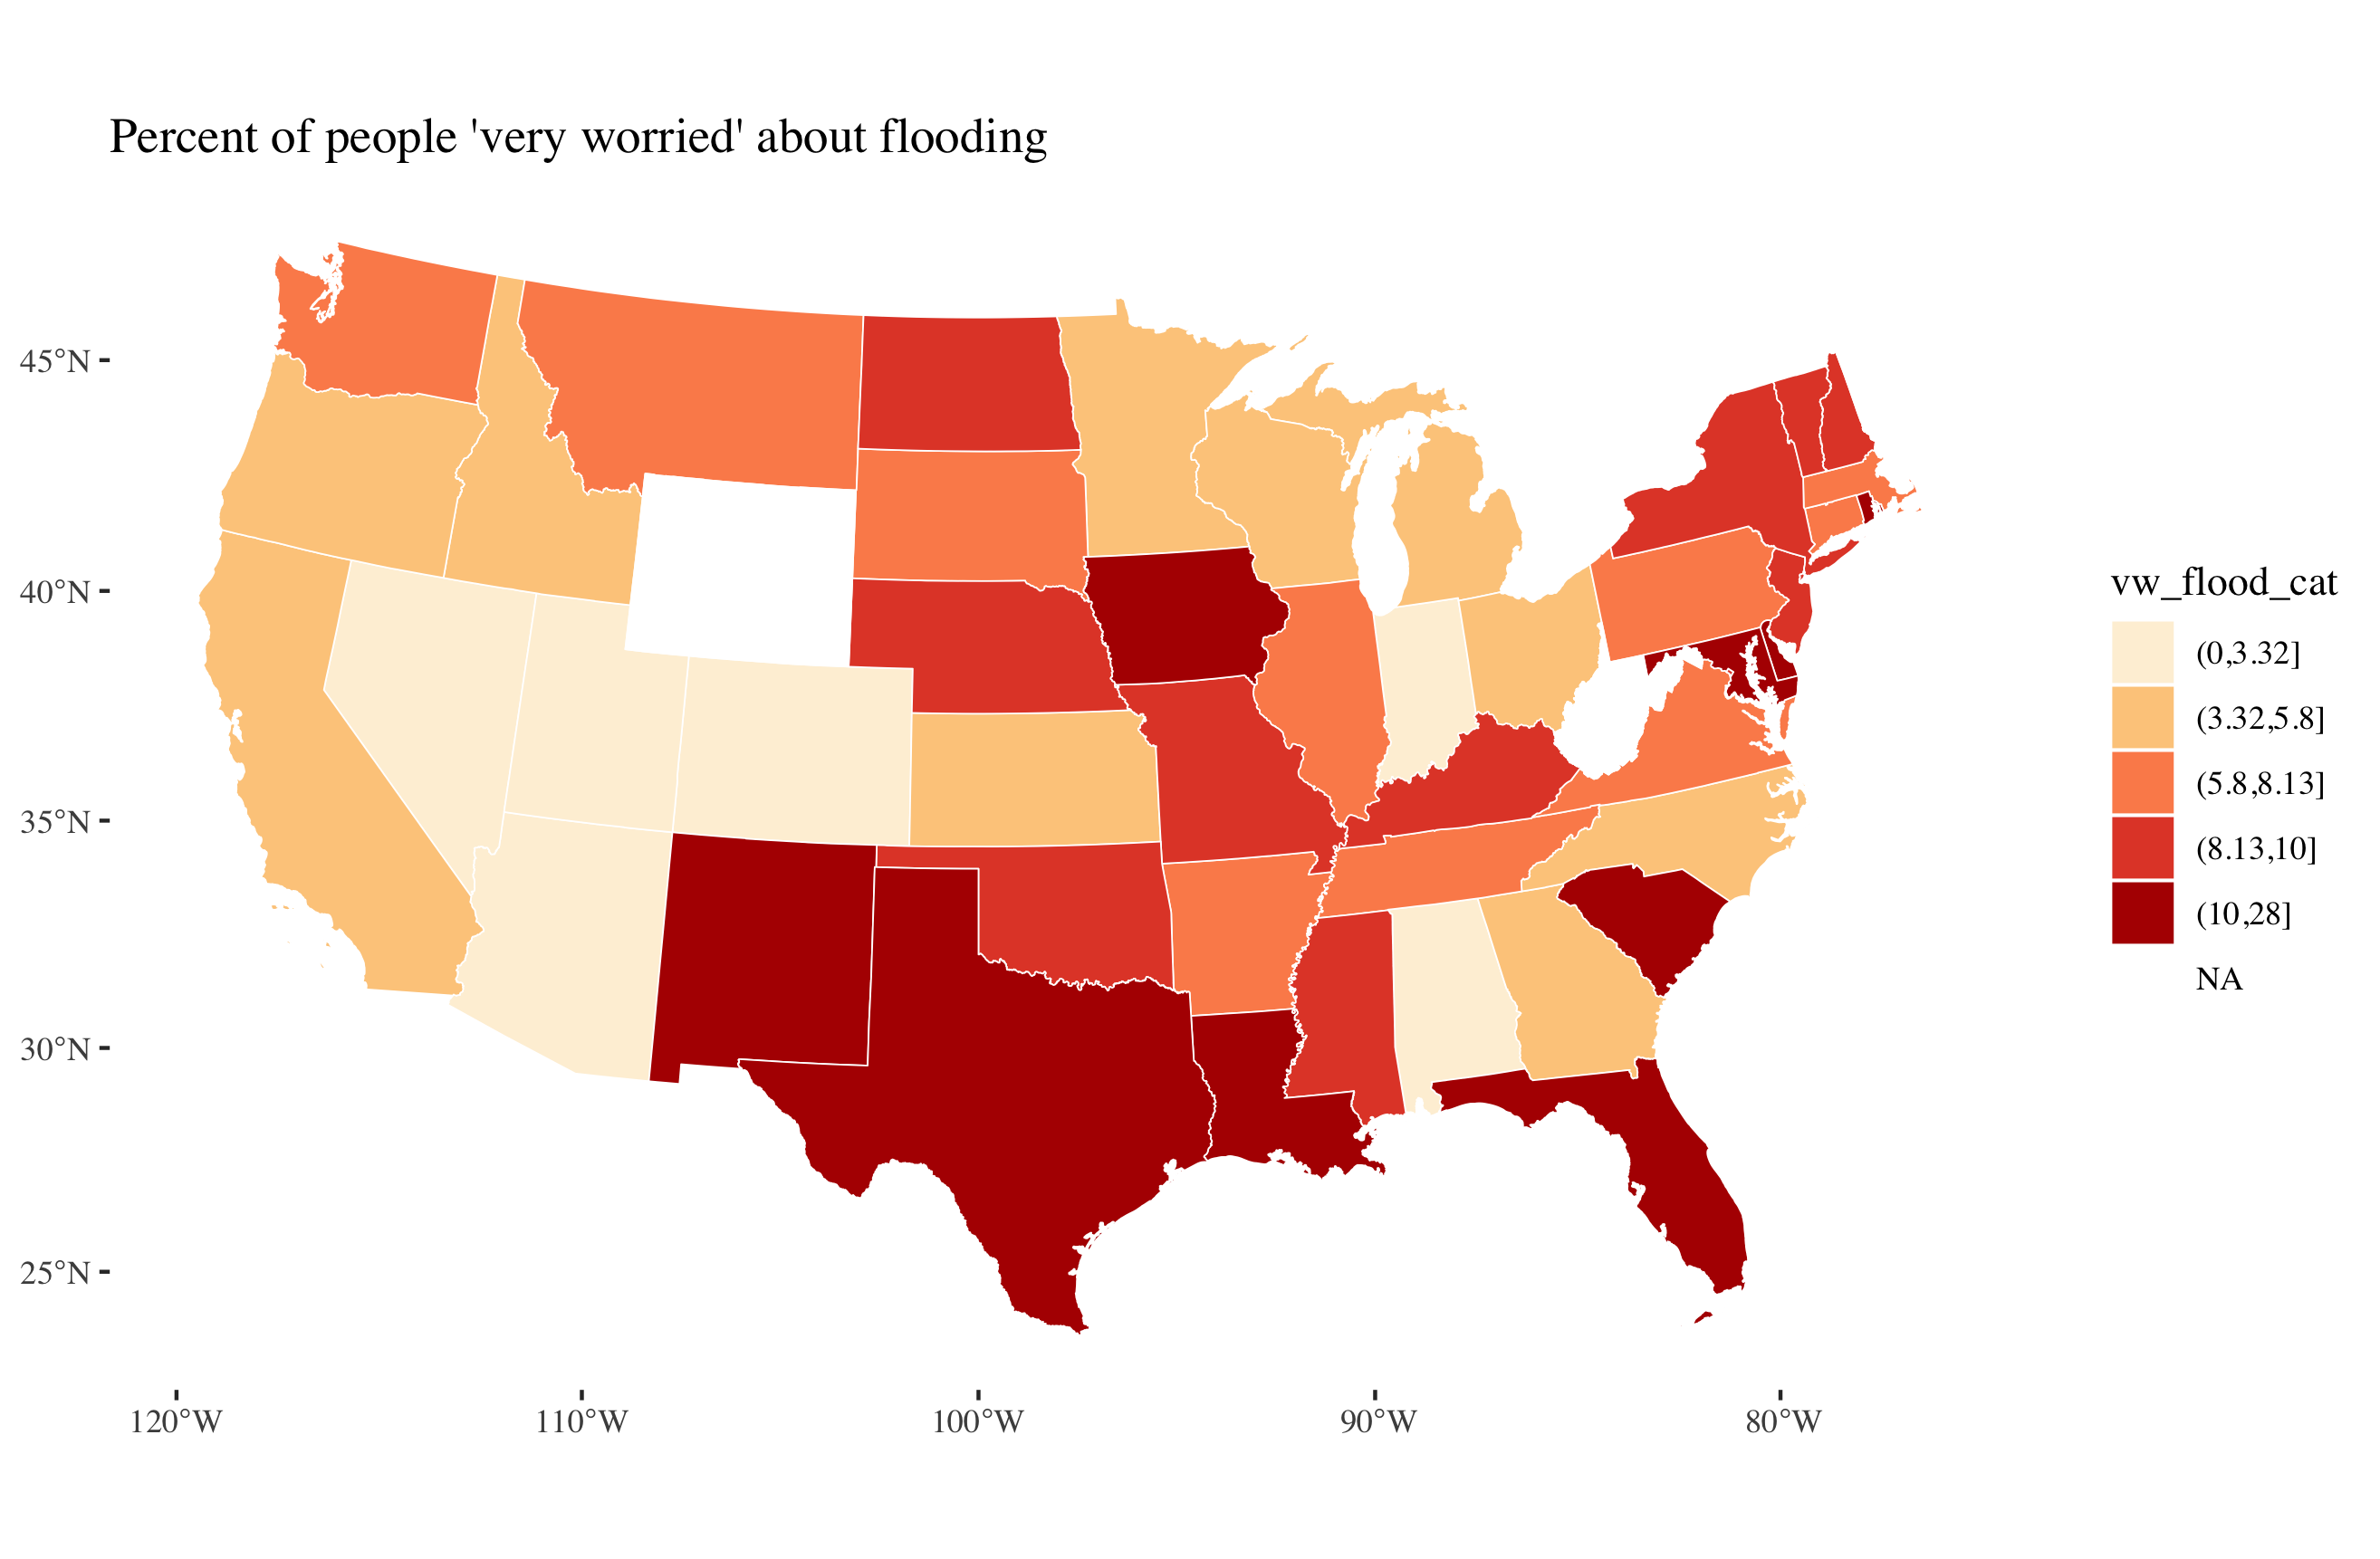 Percent of people 'very worried' about flooding
45°N
40°N
35°N
30°N
25°N
120°W
110°W
100°W
90°W
80°W
vw_flood_cat
(0,3.32]
(3.32,5.8]
(5.8,8.13]
(8.13,10]
(10,28]
NA